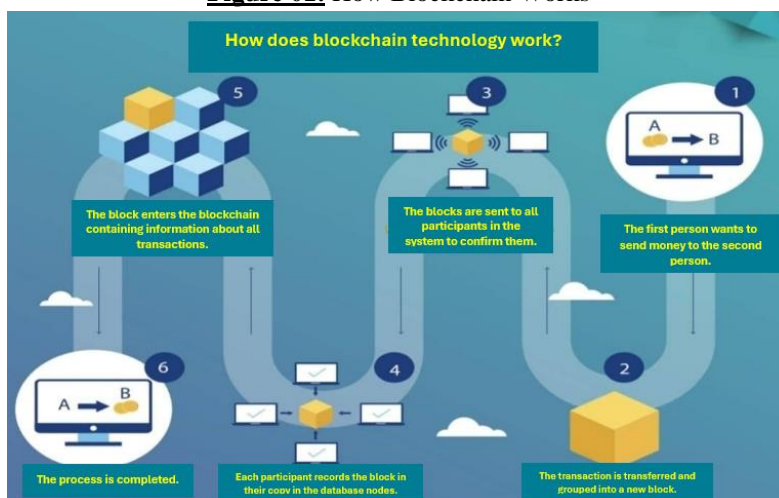 How does blockchain technology work?
1
A
B
The first person wants to
send money to the second
person.
2
The transaction is transferred and
grouped into a new block.
3
The blocks are sent to all
participants in the
system to confirm them.
4
Each participant records the block in
their copy in the database nodes.
5
The block enters the blockchain
containing information about all
transactions.
6
A
B
The process is completed.